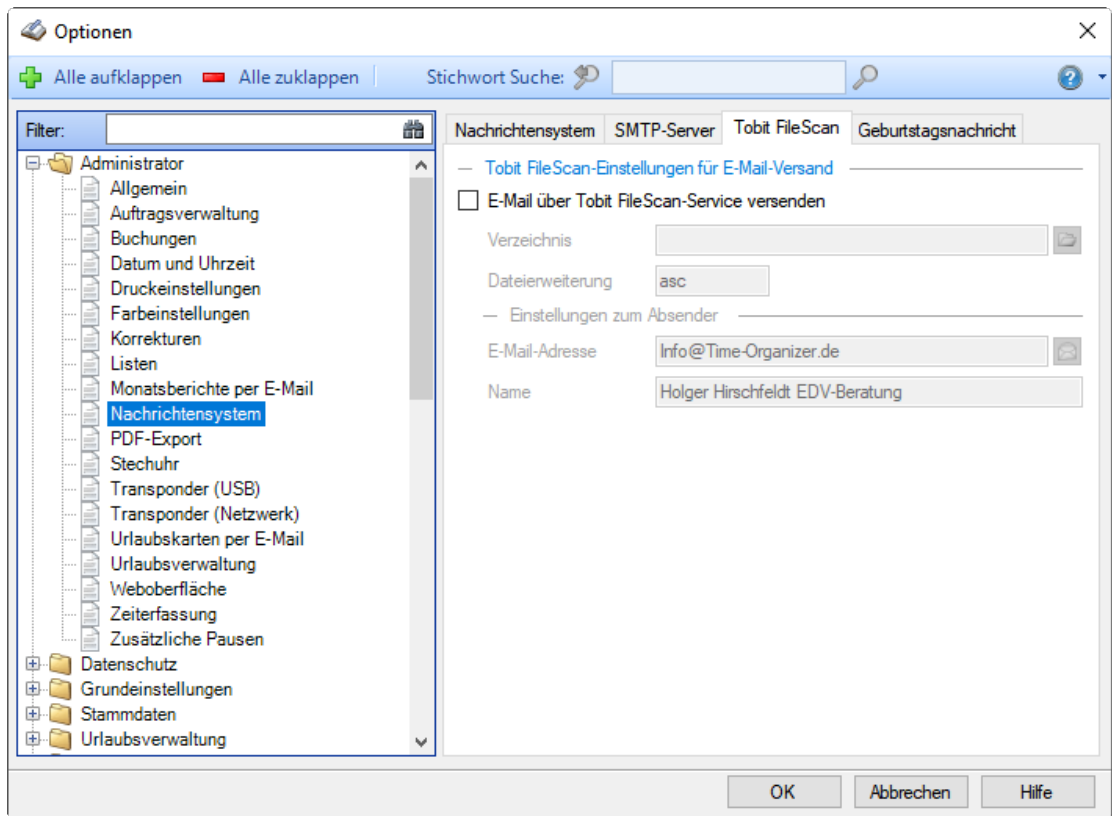 Optionen
Alle aufklappen Alle zuklappen Stichwort Suche:
Filter:
Administrator
Allgemein
Auftragsverwaltung
Buchungen
Datum und Uhrzeit
Druckeinstellungen
Farbeinstellungen
Korrekturen
Listen
Monatsberichte per E-Mail
Nachrichtensystem
PDF-Export
Stechuhr
Transponder (USB)
Transponder (Netzwerk)
Urlaubskarten per E-Mail
Urlaubsverwaltung
Weboberfläche
Zeiterfassung
Zusätzliche Pausen
Datenschutz
Grundeinstellungen
Stammdaten
Urlaubsverwaltung
Nachrichtensystem SMTP-Server Tobit FileScan Geburtstagsnachricht
Tobit FileScan-Einstellungen für E-Mail-Versand
E-Mail über Tobit FileScan-Service versenden
Verzeichnis
Dateierweiterung asc
Einstellungen zum Absender
E-Mail-Adresse Info@Time-Organizer.de
Name Holger Hirschfeldt EDV-Beratung
OK Abbrechen Hilfe